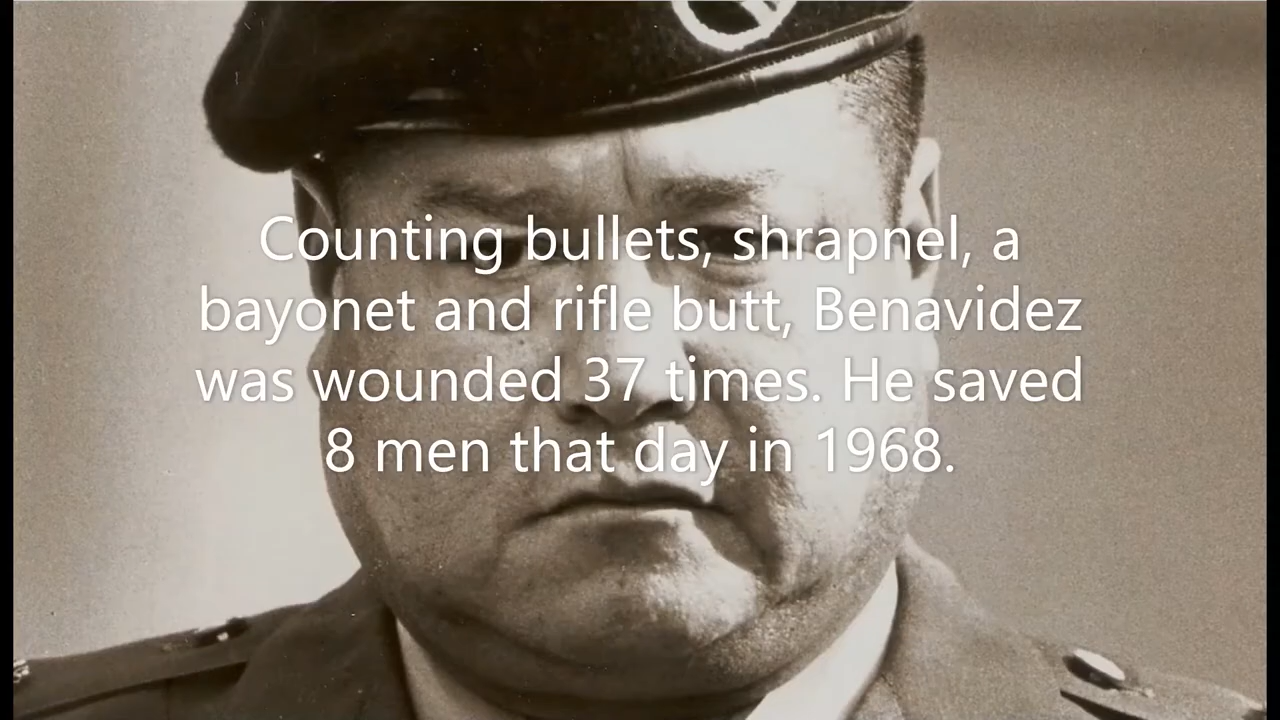 Counting bullets, shrapnel, a
bayonet and rifle butt, Benavidez
was wounded 37 times. He saved
8 men that day in 1968.